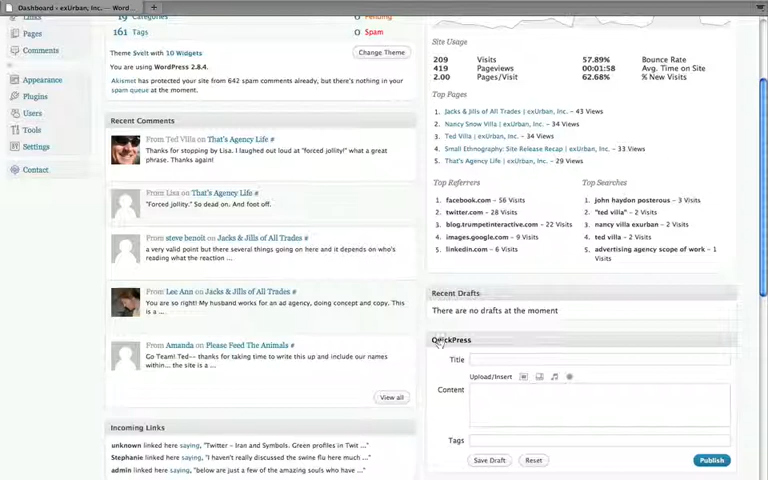 Dashboard ‹ exUrban, Inc. — Word...
Links
Pages
Comments
Appearance
Plugins
Users
Tools
Settings
Contact
19 Categories
0 Pending
161 Tags
0 Spam
Theme Svelt with 10 Widgets
Change Theme
You are using WordPress 2.8.4.
Akismet has protected your site from 642 spam comments already, but there's nothing in your
spam queue at the moment.
Recent Comments
From Ted Villa on That's Agency Life #
Thanks for stopping by Lisa. I laughed out loud at "forced jollity!" what a great
phrase. Thanks again!
From Lisa on That's Agency Life #
"Forced jollity." So dead on. And foot off.
From steve benoit on Jacks & Jills of All Trades #
a very valid point but there several things going on here and it depends on who's
reading what the reaction ...
From Lee Ann on Jacks & Jills of All Trades #
You are so right! My husband works for an ad agency, doing concept and copy. This
is a ...
From Amanda on Please Feed The Animals #
Go Team! Ted-- thanks for taking time to write this up and include our names
within... the site is a ...
View all
Incoming Links
unknown linked here saying, "Twitter – Iran and Symbols. Green profiles in Twit ..."
Stephanie linked here saying, "I haven't really discussed the swine flu here much ..."
admin linked here saying, "below are just a few of the amazing souls who have ..."
Site Usage
209 Visits 57.89% Bounce Rate
419 Pageviews 00:01:58 Avg. Time on Site
2.00 Pages/Visit 62.68% % New Visits
Top Pages
1. Jacks & Jills of All Trades | exUrban, Inc. – 43 Views
2. Nancy Snow Villa | exUrban, Inc. – 34 Views
3. Ted Villa | exUrban, Inc. – 34 Views
4. Small Ethnography: Site Release Recap | exUrban, Inc. – 33 Views
5. That's Agency Life | exUrban, Inc. – 29 Views
Top Referrers
1. facebook.com – 56 Visits
2. twitter.com – 28 Visits
3. blog.trumpetinteractive.com – 22 Visits
4. images.google.com – 9 Visits
5. linkedin.com – 6 Visits
Top Searches
1. john haydon posterous – 3 Visits
2. "ted villa" – 2 Visits
3. nancy villa exurban – 2 Visits
4. ted villa – 2 Visits
5. advertising agency scope of work – 1
Visits
Recent Drafts
There are no drafts at the moment
QuickPress
Title
Upload/Insert
Content
Tags
Save Draft
Reset
Publish